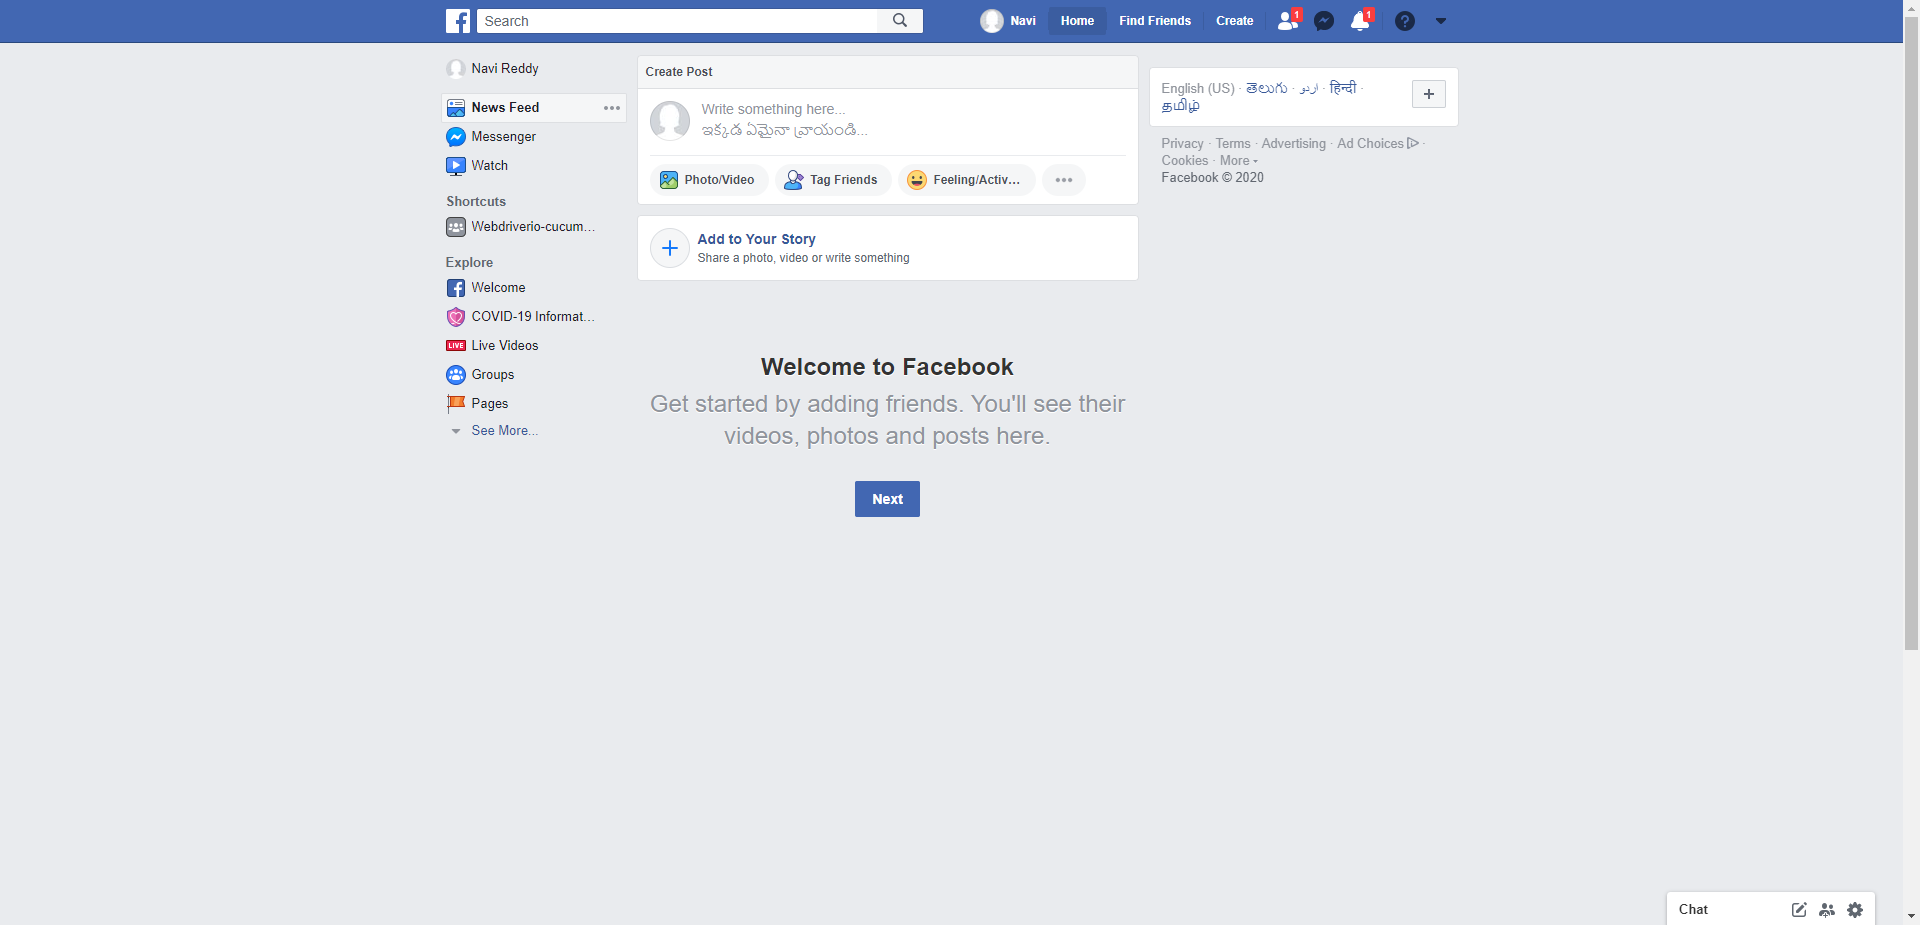 Search
Navi
Home
Find Friends
Create
1
1
Navi Reddy
News Feed
Messenger
Watch
Shortcuts
Webdriverio-cucum...
Explore
Welcome
COVID-19 Informat...
LIVE Live Videos
Groups
Pages
See More...
Create Post
Write something here...
ఇక్కడ ఏమైనా వ్రాయండి...
Photo/Video
Tag Friends
Feeling/Activ...
Add to Your Story
Share a photo, video or write something
Welcome to Facebook
Get started by adding friends. You'll see their
videos, photos and posts here.
Next
English (US) · తెలుగు · اردو · हिन्दी ·
தமிழ்
Privacy · Terms · Advertising · Ad Choices ·
Cookies · More
Facebook © 2020
Chat